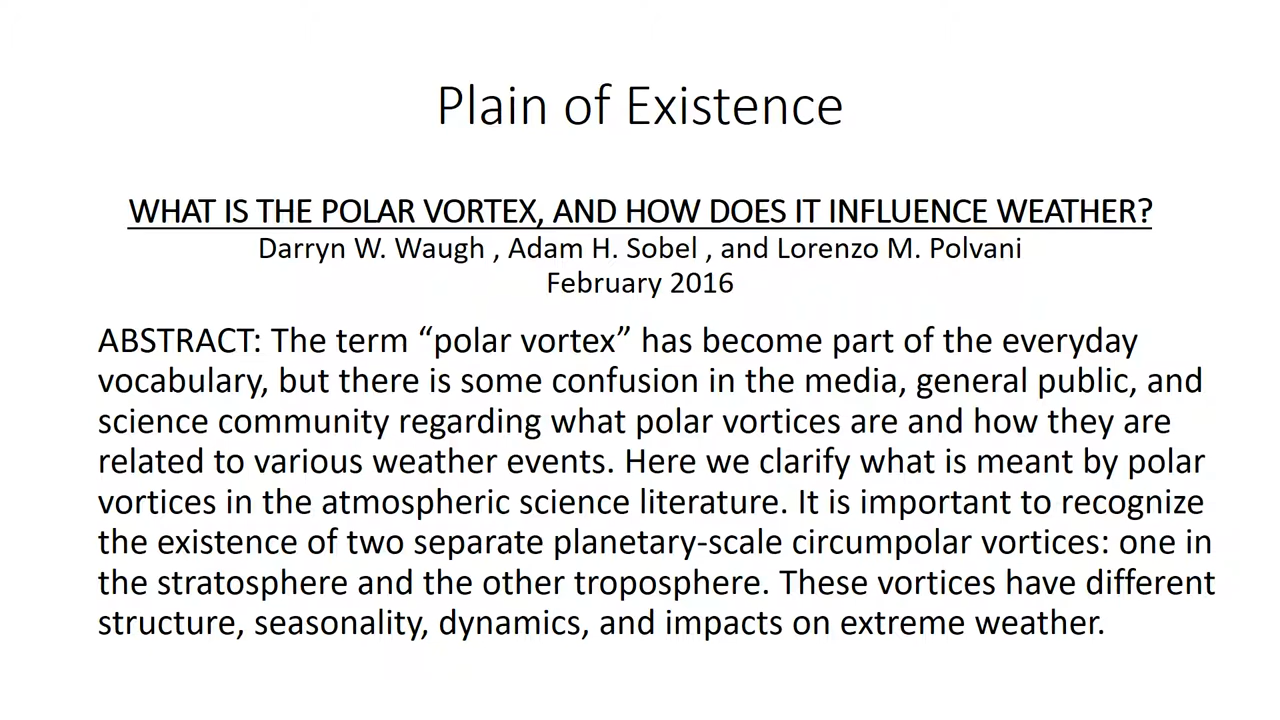 Plain of Existence
WHAT IS THE POLAR VORTEX, AND HOW DOES IT INFLUENCE WEATHER?
Darryn W. Waugh , Adam H. Sobel , and Lorenzo M. Polvani
February 2016
ABSTRACT: The term “polar vortex” has become part of the everyday
vocabulary, but there is some confusion in the media, general public, and
science community regarding what polar vortices are and how they are
related to various weather events. Here we clarify what is meant by polar
vortices in the atmospheric science literature. It is important to recognize
the existence of two separate planetary-scale circumpolar vortices: one in
the stratosphere and the other troposphere. These vortices have different
structure, seasonality, dynamics, and impacts on extreme weather.